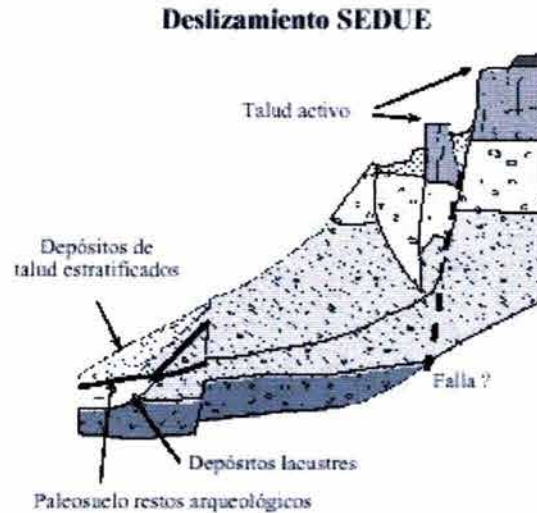 Deslizamiento SEDUE
Talud activo
Depósitos de
talud estratificados
Falla ?
Depósitos lacustres
Paleosuelo restos arqueológicos